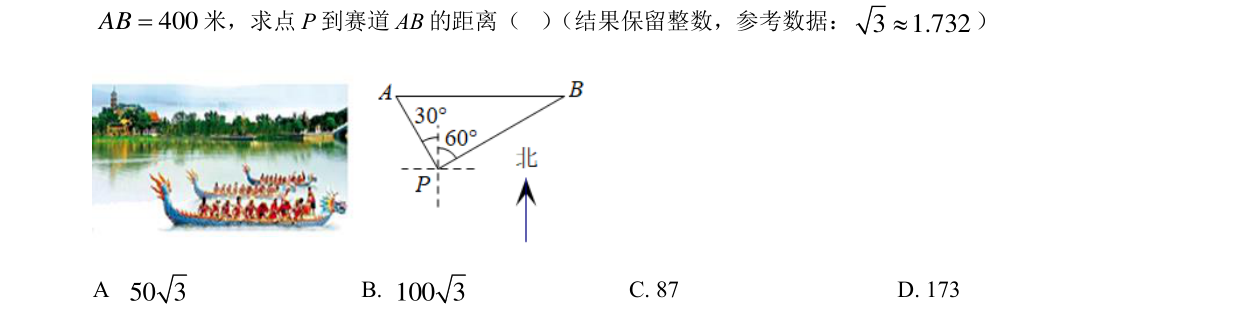 AB = 400 米，求点 P 到赛道 AB 的距离（ ）（结果保留整数，参考数据：√3 ≈ 1.732）
A B
30°
60°
北
P
A 50√3 B. 100√3 C. 87 D. 173